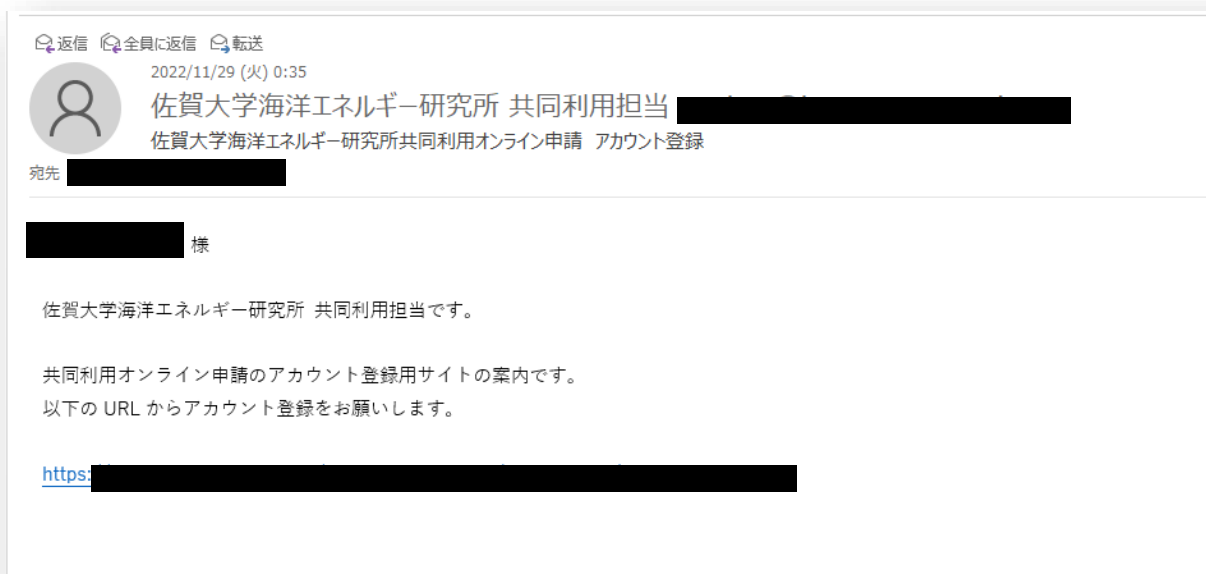 返信 全員に返信 転送
2022/11/29 (火) 0:35
佐賀大学海洋エネルギー研究所 共同利用担当
佐賀大学海洋エネルギー研究所共同利用オンライン申請 アカウント登録
宛先
様
佐賀大学海洋エネルギー研究所 共同利用担当です。
共同利用オンライン申請のアカウント登録用サイトの案内です。
以下の URL からアカウント登録をお願いします。
https: